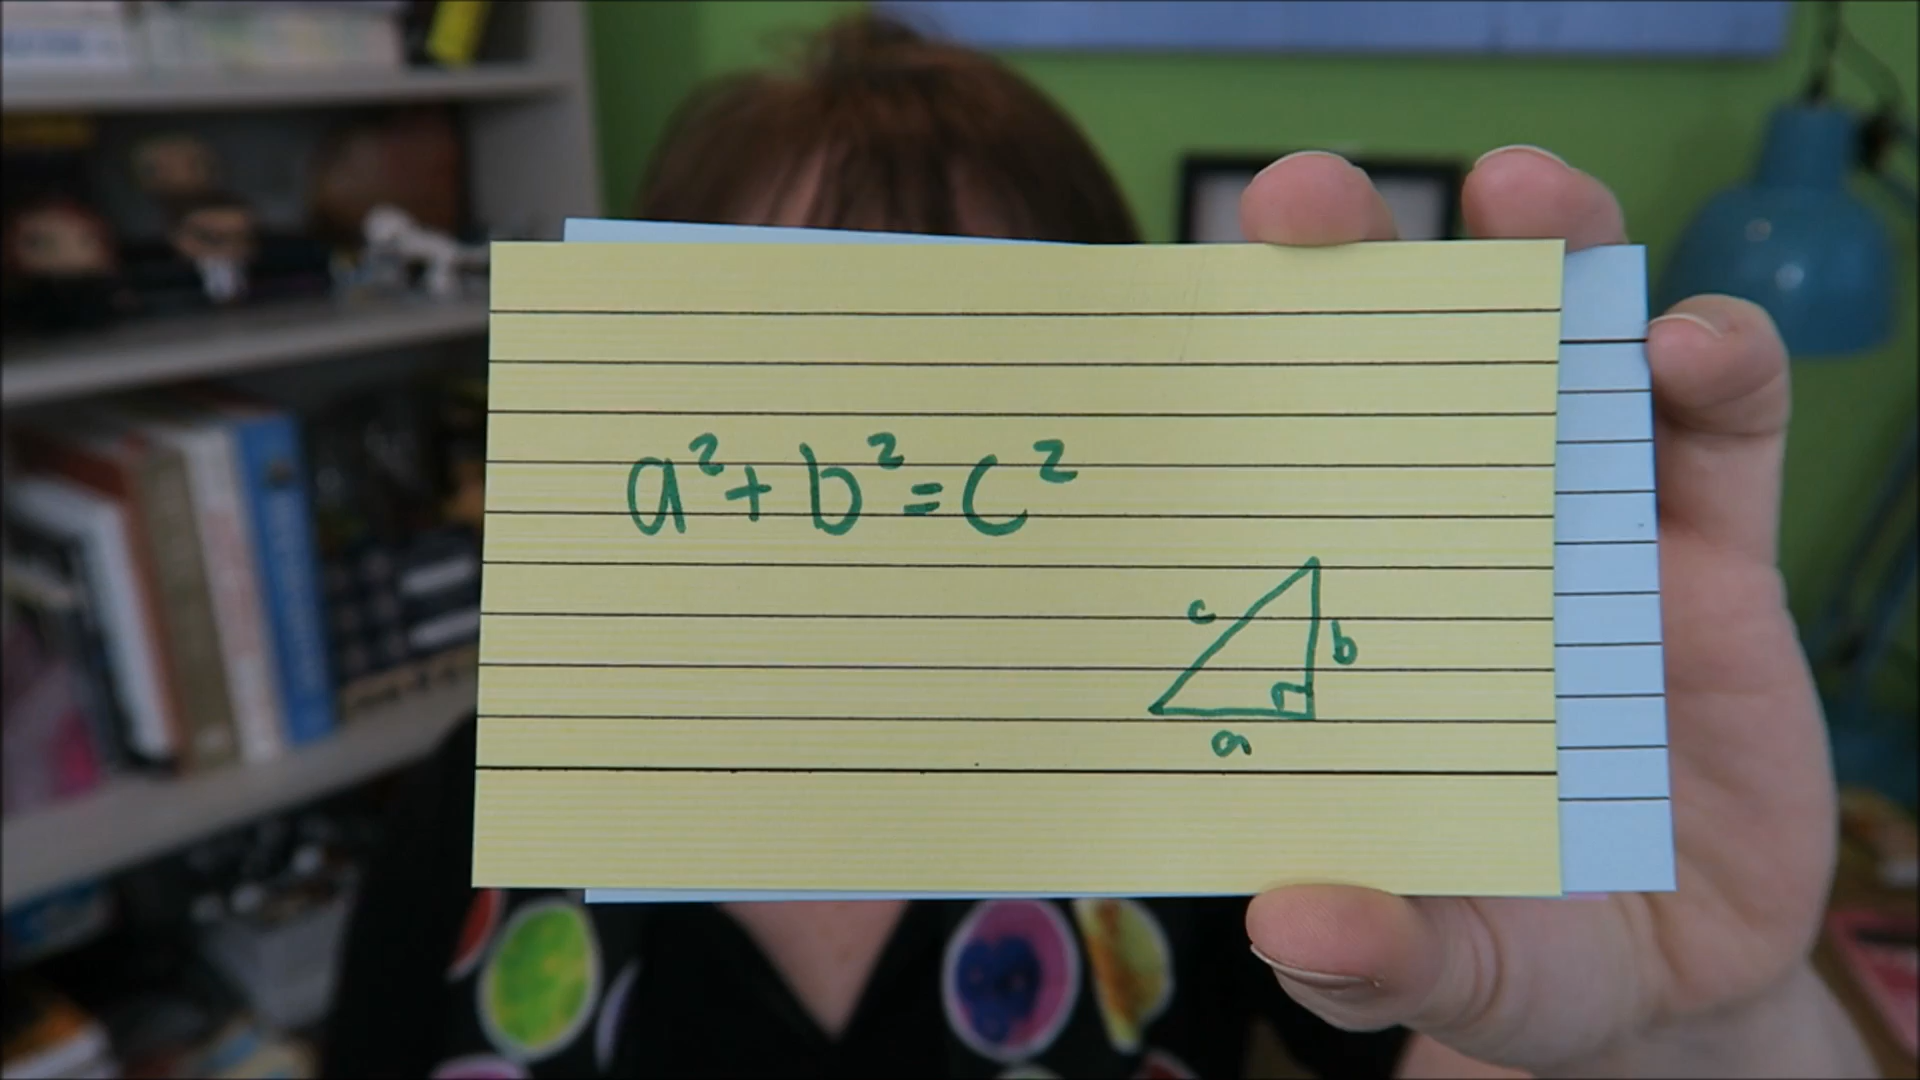 a²+ b² = c²
c
b
a